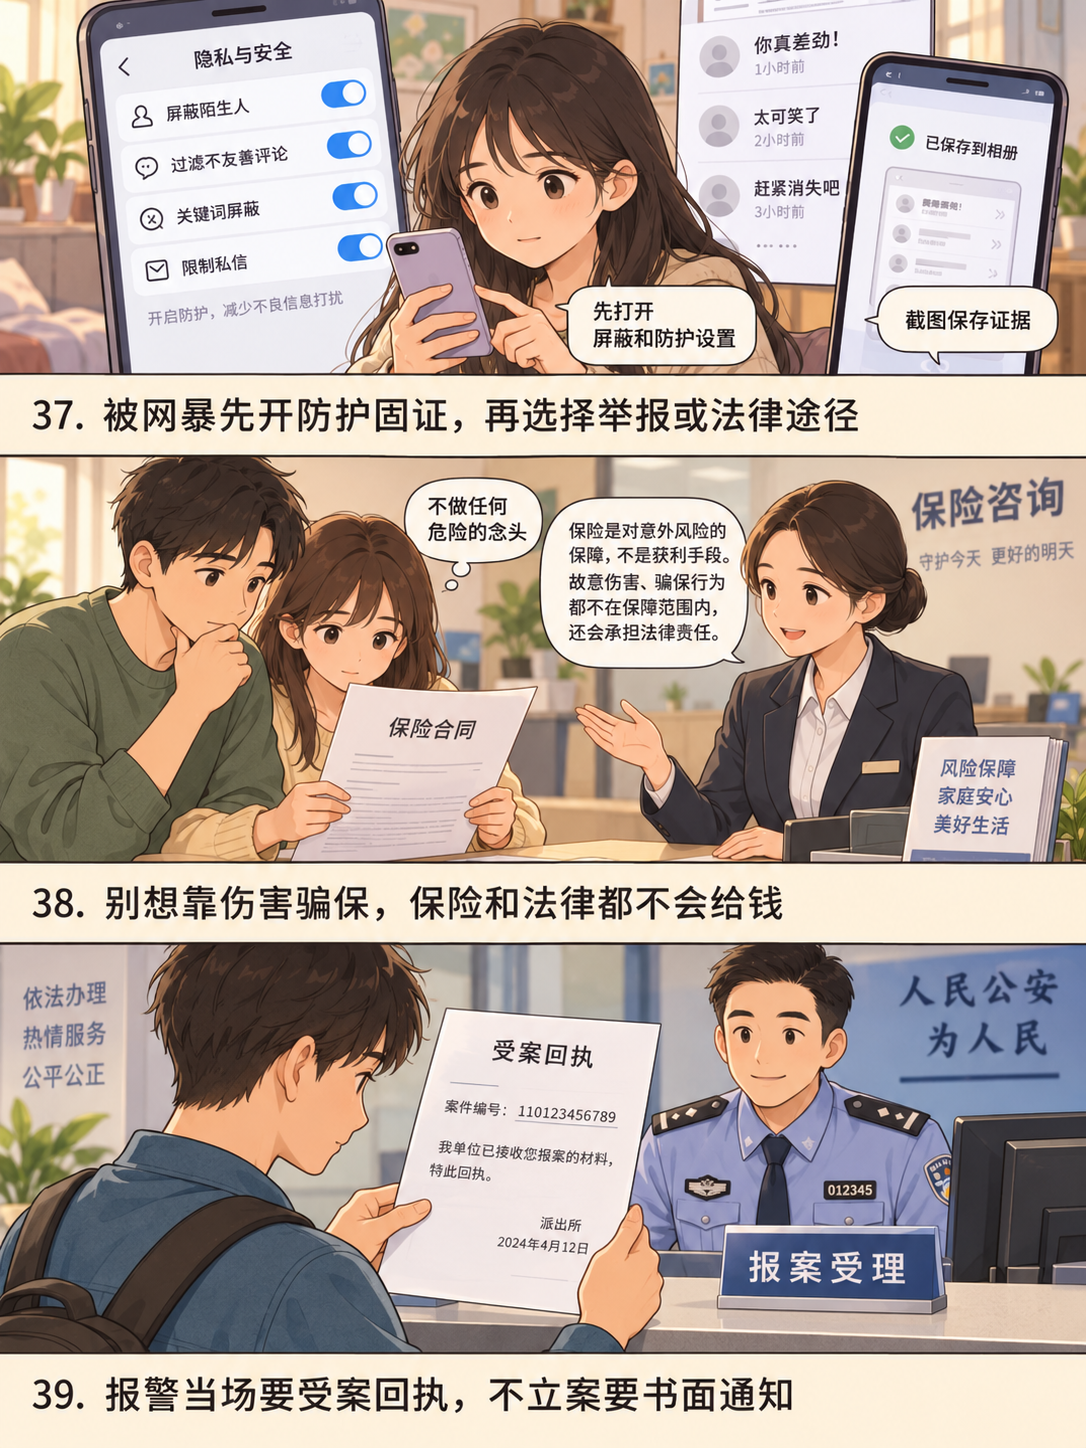 隐私与安全
屏蔽陌生人
过滤不友善评论
关键词屏蔽
限制私信
开启防护，减少不良信息打扰
你真差劲！
1小时前
太可笑了
2小时前
赶紧消失吧
3小时前
已保存到相册
先打开
屏蔽和防护设置
截图保存证据
37. 被网暴先开防护固证，再选择举报或法律途径
不做任何
危险的念头
保险是对意外风险的
保障，不是获利手段。
故意伤害、骗保行为
都不在保障范围内，
还会承担法律责任。
保险咨询
守护今天 更好的明天
保险合同
风险保障
家庭安心
美好生活
38. 别想靠伤害骗保，保险和法律都不会给钱
依法办理
热情服务
公平公正
受案回执
案件编号：110123456789
我单位已接收您报案的材料，
特此回执。
派出所
2024年4月12日
人民公安
为人民
012345
报案受理
39. 报警当场要受案回执，不立案要书面通知